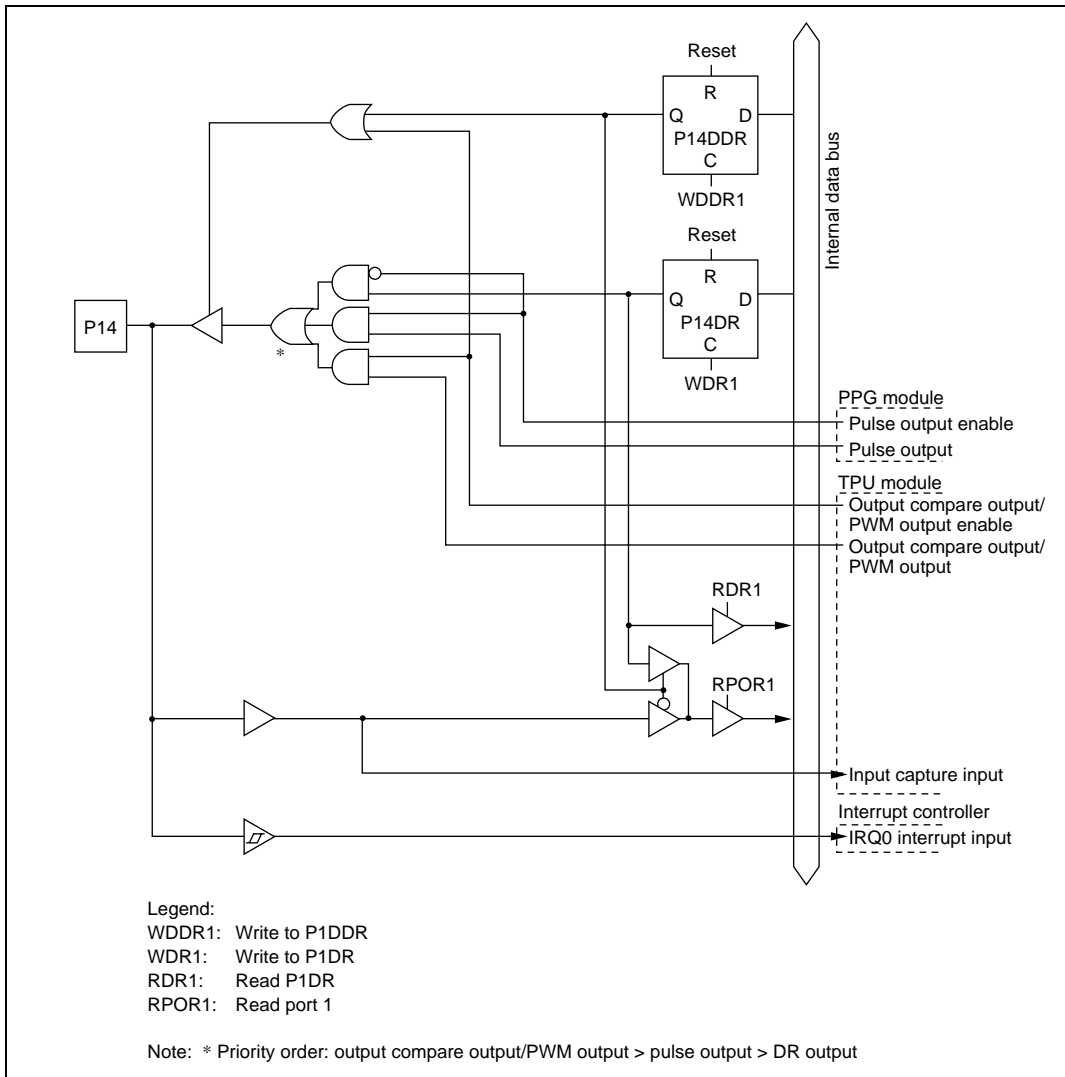 Reset
R
Q D
P14DDR
C
WDDR1
Reset
R
Q D
P14DR
C
WDR1
Internal data bus
P14
*
PPG module
Pulse output enable
Pulse output
TPU module
Output compare output/
PWM output enable
Output compare output/
PWM output
RDR1
RPOR1
Input capture input
Interrupt controller
IRQ0 interrupt input
Legend:
WDDR1: Write to P1DDR
WDR1: Write to P1DR
RDR1: Read P1DR
RPOR1: Read port 1
Note: * Priority order: output compare output/PWM output > pulse output > DR output